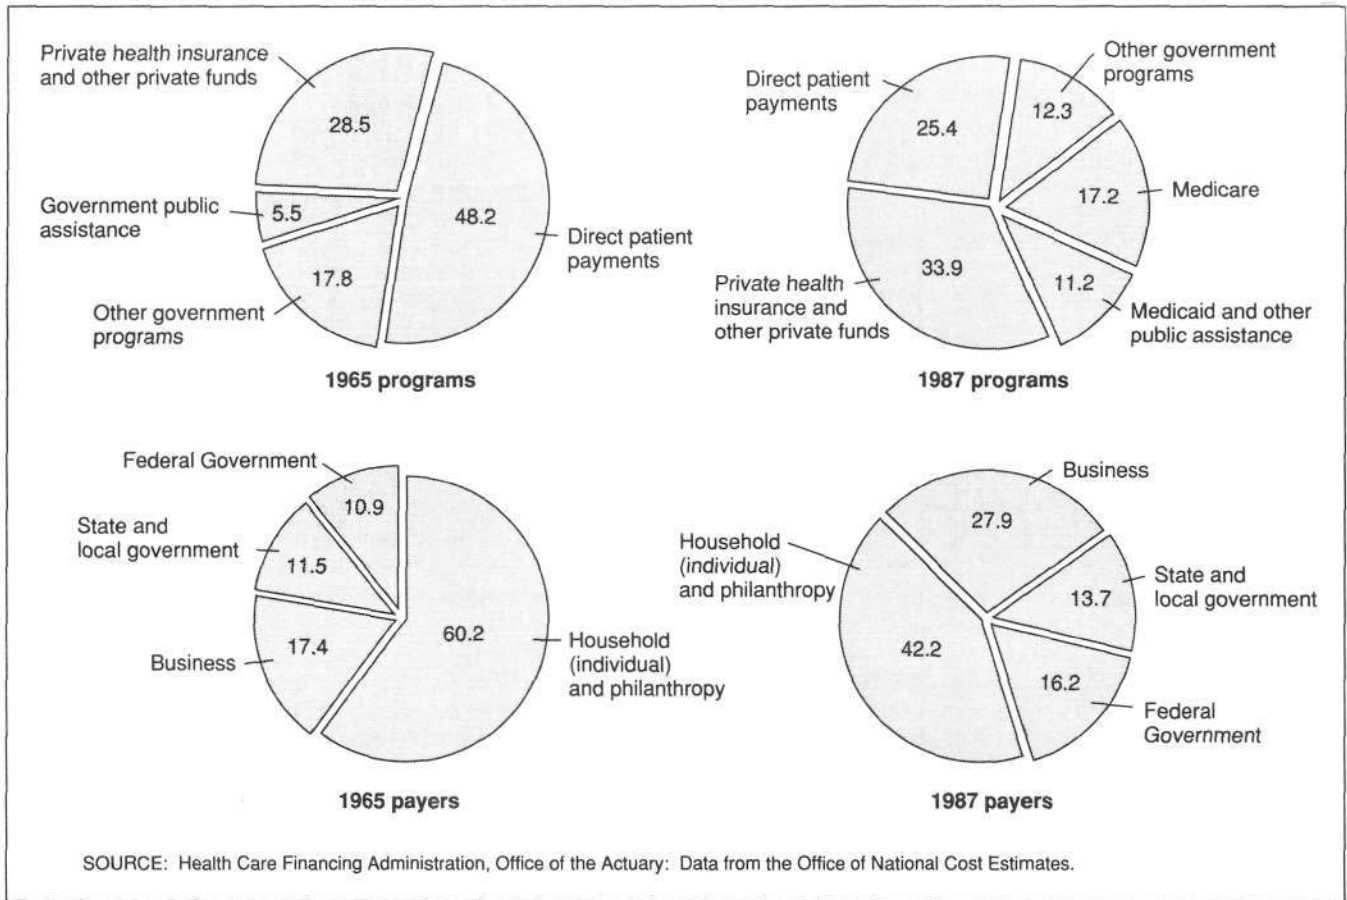 Private health insurance
and other private funds
28.5
Government public
assistance
5.5
48.2
Direct patient
payments
17.8
Other government
programs
1965 programs
Other government
programs
Direct patient
payments
12.3
25.4
17.2
Medicare
33.9
11.2
Private health
insurance and
other private funds
Medicaid and other
public assistance
1987 programs
Federal Government
10.9
State and
local government
11.5
17.4
Business
60.2
Household
(individual)
and philanthropy
1965 payers
Business
27.9
Household
(individual)
and philanthropy
State and
local government
13.7
42.2
16.2
Federal
Government
1987 payers
SOURCE: Health Care Financing Administration, Office of the Actuary: Data from the Office of National Cost Estimates.